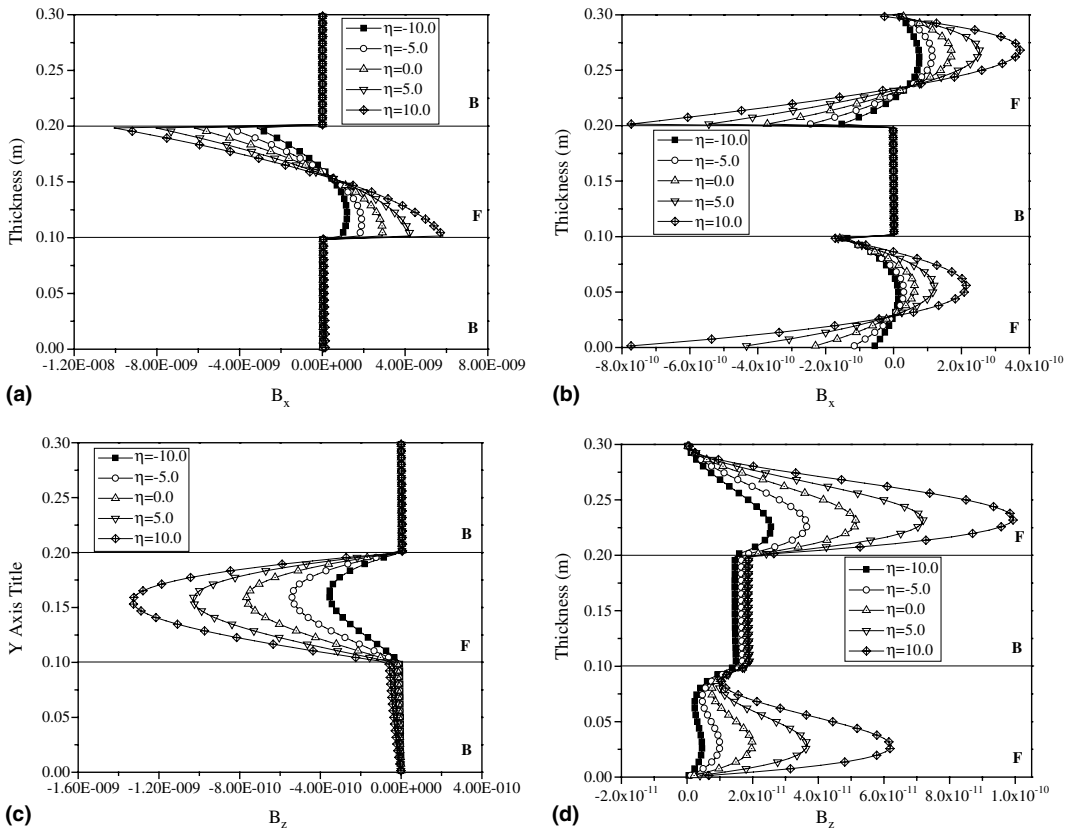 0.30
0.25
0.20
0.15
0.10
0.05
0.00
Thickness (m)
η=-10.0
η=-5.0
η=0.0
η=5.0
η=10.0
B
F
B
-1.20E-008
-8.00E-009
-4.00E-009
0.00E+000
4.00E-009
8.00E-009
(a)
Bx
0.30
0.25
0.20
0.15
0.10
0.05
0.00
Thickness (m)
F
η=-10.0
η=-5.0
η=0.0
η=5.0
η=10.0
B
F
-8.0x10-10
-6.0x10-10
-4.0x10-10
-2.0x10-10
0.0
2.0x10-10
4.0x10-10
(b)
Bx
0.30
0.25
0.20
0.15
0.10
0.05
0.00
Y Axis Title
η=-10.0
η=-5.0
η=0.0
η=5.0
η=10.0
B
F
B
-1.60E-009
-1.20E-009
-8.00E-010
-4.00E-010
0.00E+000
4.00E-010
(c)
Bz
0.30
0.25
0.20
0.15
0.10
0.05
0.00
Thickness (m)
F
η=-10.0
η=-5.0
η=0.0
η=5.0
η=10.0
B
F
-2.0x10-11
0.0
2.0x10-11
4.0x10-11
6.0x10-11
8.0x10-11
1.0x10-10
(d)
Bz